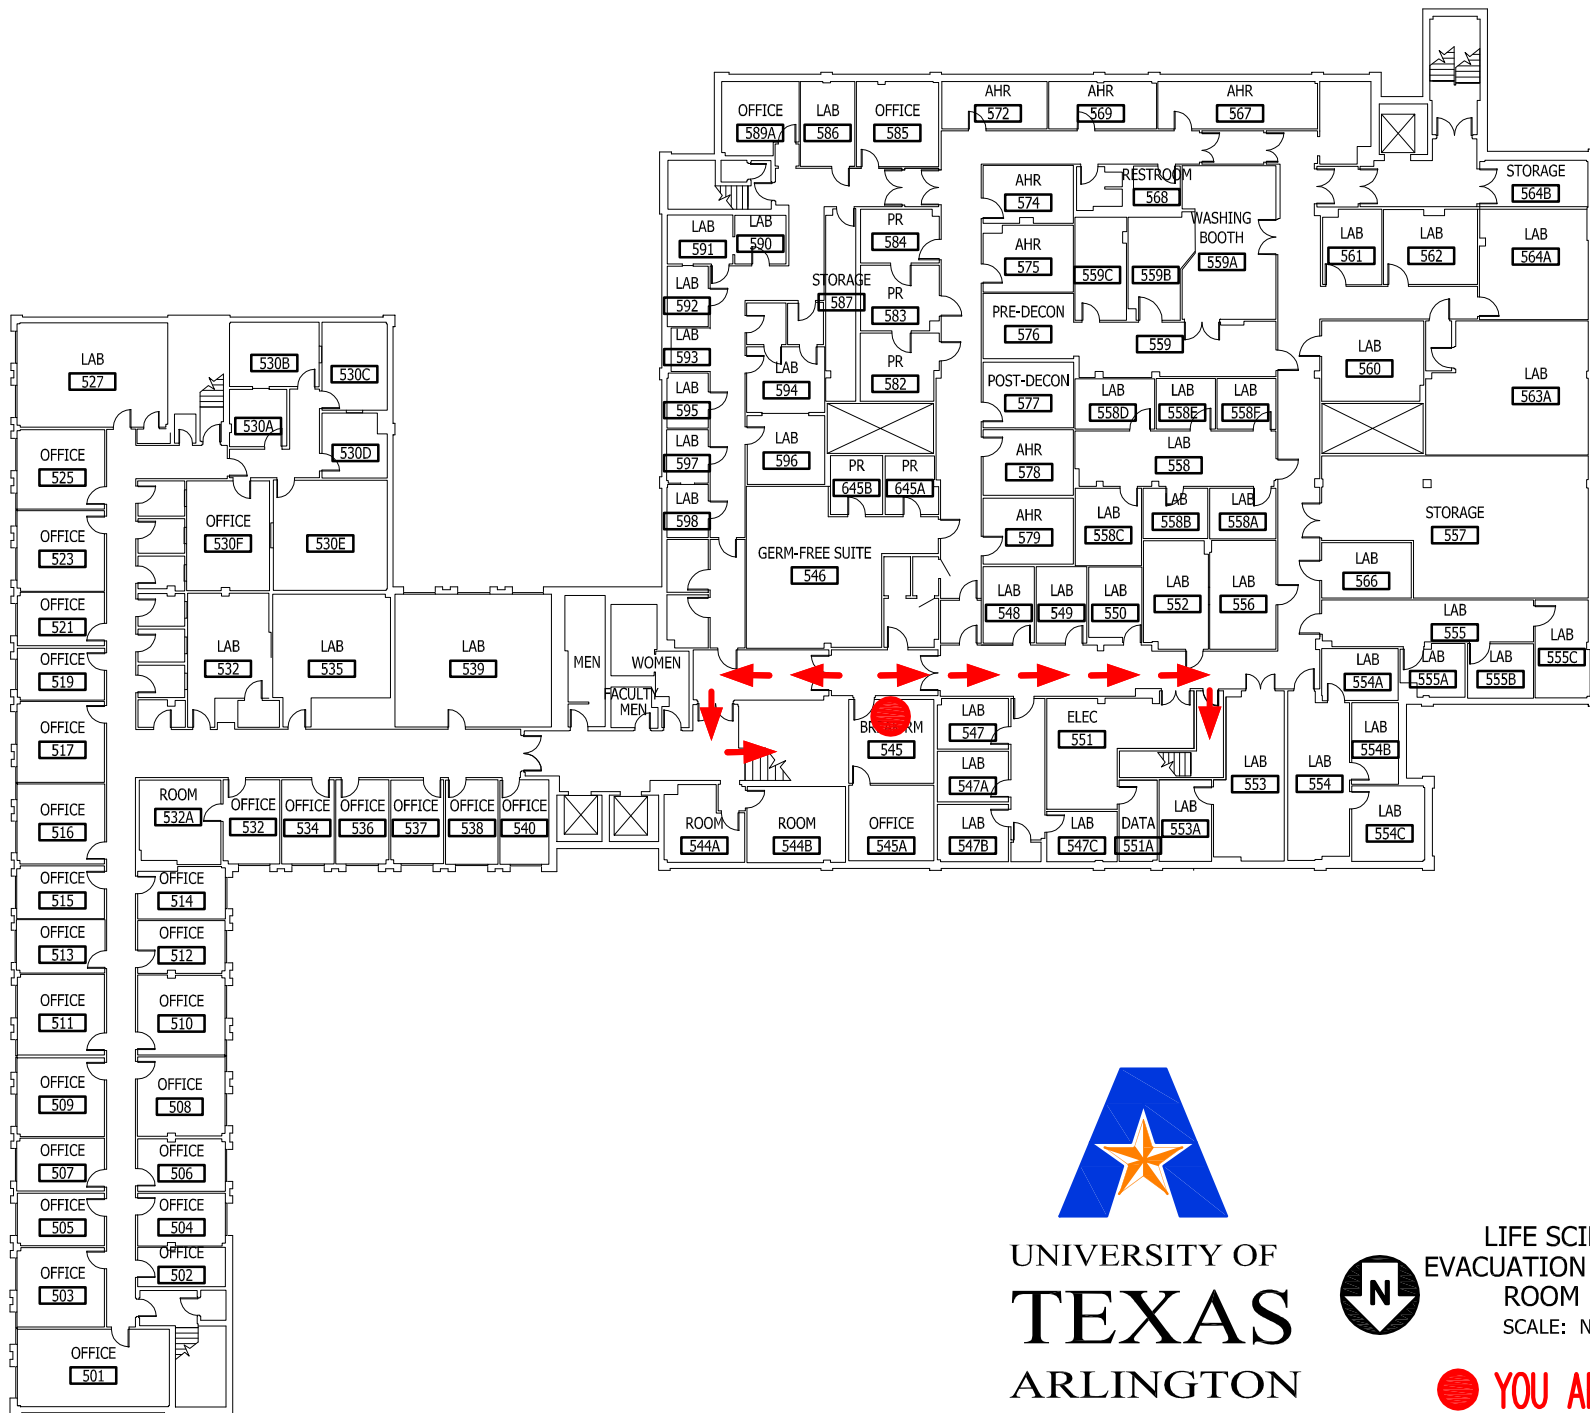 OFFICE
589A
LAB
586
OFFICE
585
AHR
572
AHR
569
AHR
567
STORAGE
564B
AHR
574
RESTROOM
568
WASHING
BOOTH
559A
LAB
591
LAB
590
PR
584
AHR
575
559C
559B
LAB
561
LAB
562
LAB
564A
LAB
592
STORAGE
587
PR
583
PRE-DECON
576
559
LAB
593
LAB
594
PR
582
POST-DECON
577
LAB
558D
LAB
558E
LAB
558F
LAB
560
LAB
563A
LAB
595
LAB
597
LAB
596
PR
645B
PR
645A
AHR
578
LAB
558
LAB
598
AHR
579
LAB
558C
LAB
558B
LAB
558A
STORAGE
557
GERM-FREE SUITE
546
LAB
548
LAB
549
LAB
550
LAB
552
LAB
556
LAB
566
LAB
555
LAB
555C
LAB
554A
LAB
555A
LAB
555B
LAB
527
530B
530C
530A
530D
OFFICE
525
OFFICE
523
OFFICE
530F
530E
OFFICE
521
OFFICE
519
LAB
532
LAB
535
LAB
539
MEN
WOMEN
FACULTY
MEN
OFFICE
517
545
LAB
547
ELEC
551
LAB
554B
LAB
547A
LAB
553
LAB
554
OFFICE
516
ROOM
532A
OFFICE
532
OFFICE
534
OFFICE
536
OFFICE
537
OFFICE
538
OFFICE
540
ROOM
544A
ROOM
544B
OFFICE
545A
LAB
547B
LAB
547C
DATA
551A
LAB
553A
LAB
554C
OFFICE
515
OFFICE
514
OFFICE
513
OFFICE
512
OFFICE
511
OFFICE
510
OFFICE
509
OFFICE
508
OFFICE
507
OFFICE
506
OFFICE
505
OFFICE
504
OFFICE
503
OFFICE
502
OFFICE
501
UNIVERSITY OF
TEXAS
ARLINGTON
N
LIFE SCI
EVACUATION
ROOM
SCALE: N
YOU A